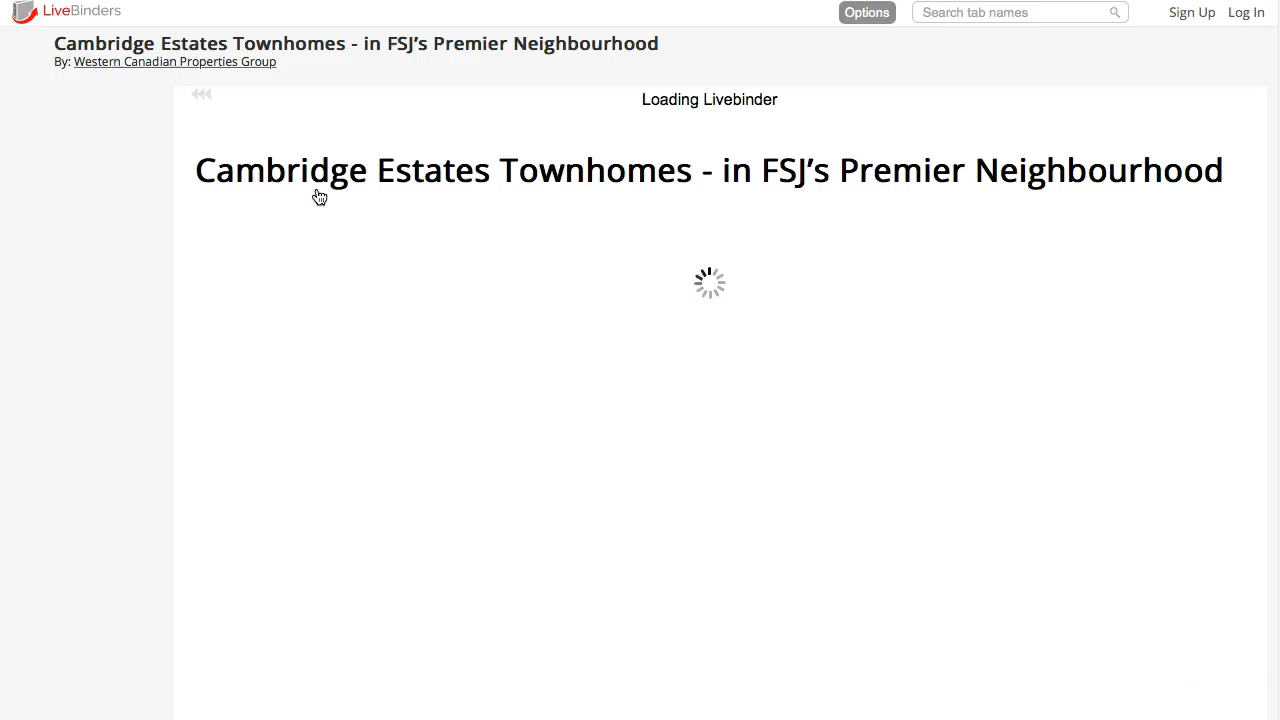 LiveBinders
Options
Search tab names
Sign Up
Log In
Cambridge Estates Townhomes - in FSJ’s Premier Neighbourhood
By: Western Canadian Properties Group
Loading Livebinder
Cambridge Estates Townhomes - in FSJ’s Premier Neighbourhood